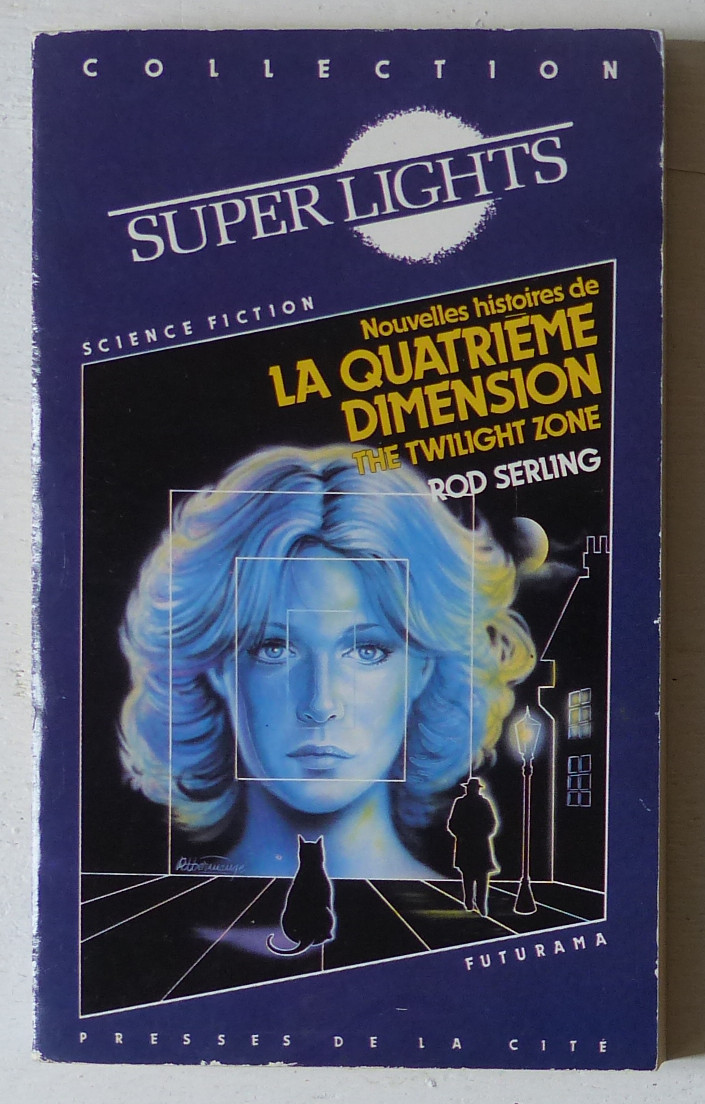 COLLECTION
SUPER LIGHTS
SCIENCE FICTION
Nouvelles histoires de
LA QUATRIÈME
DIMENSION
THE TWILIGHT ZONE
ROD SERLING
FUTURAMA
PRESSES DE LA CITÉ